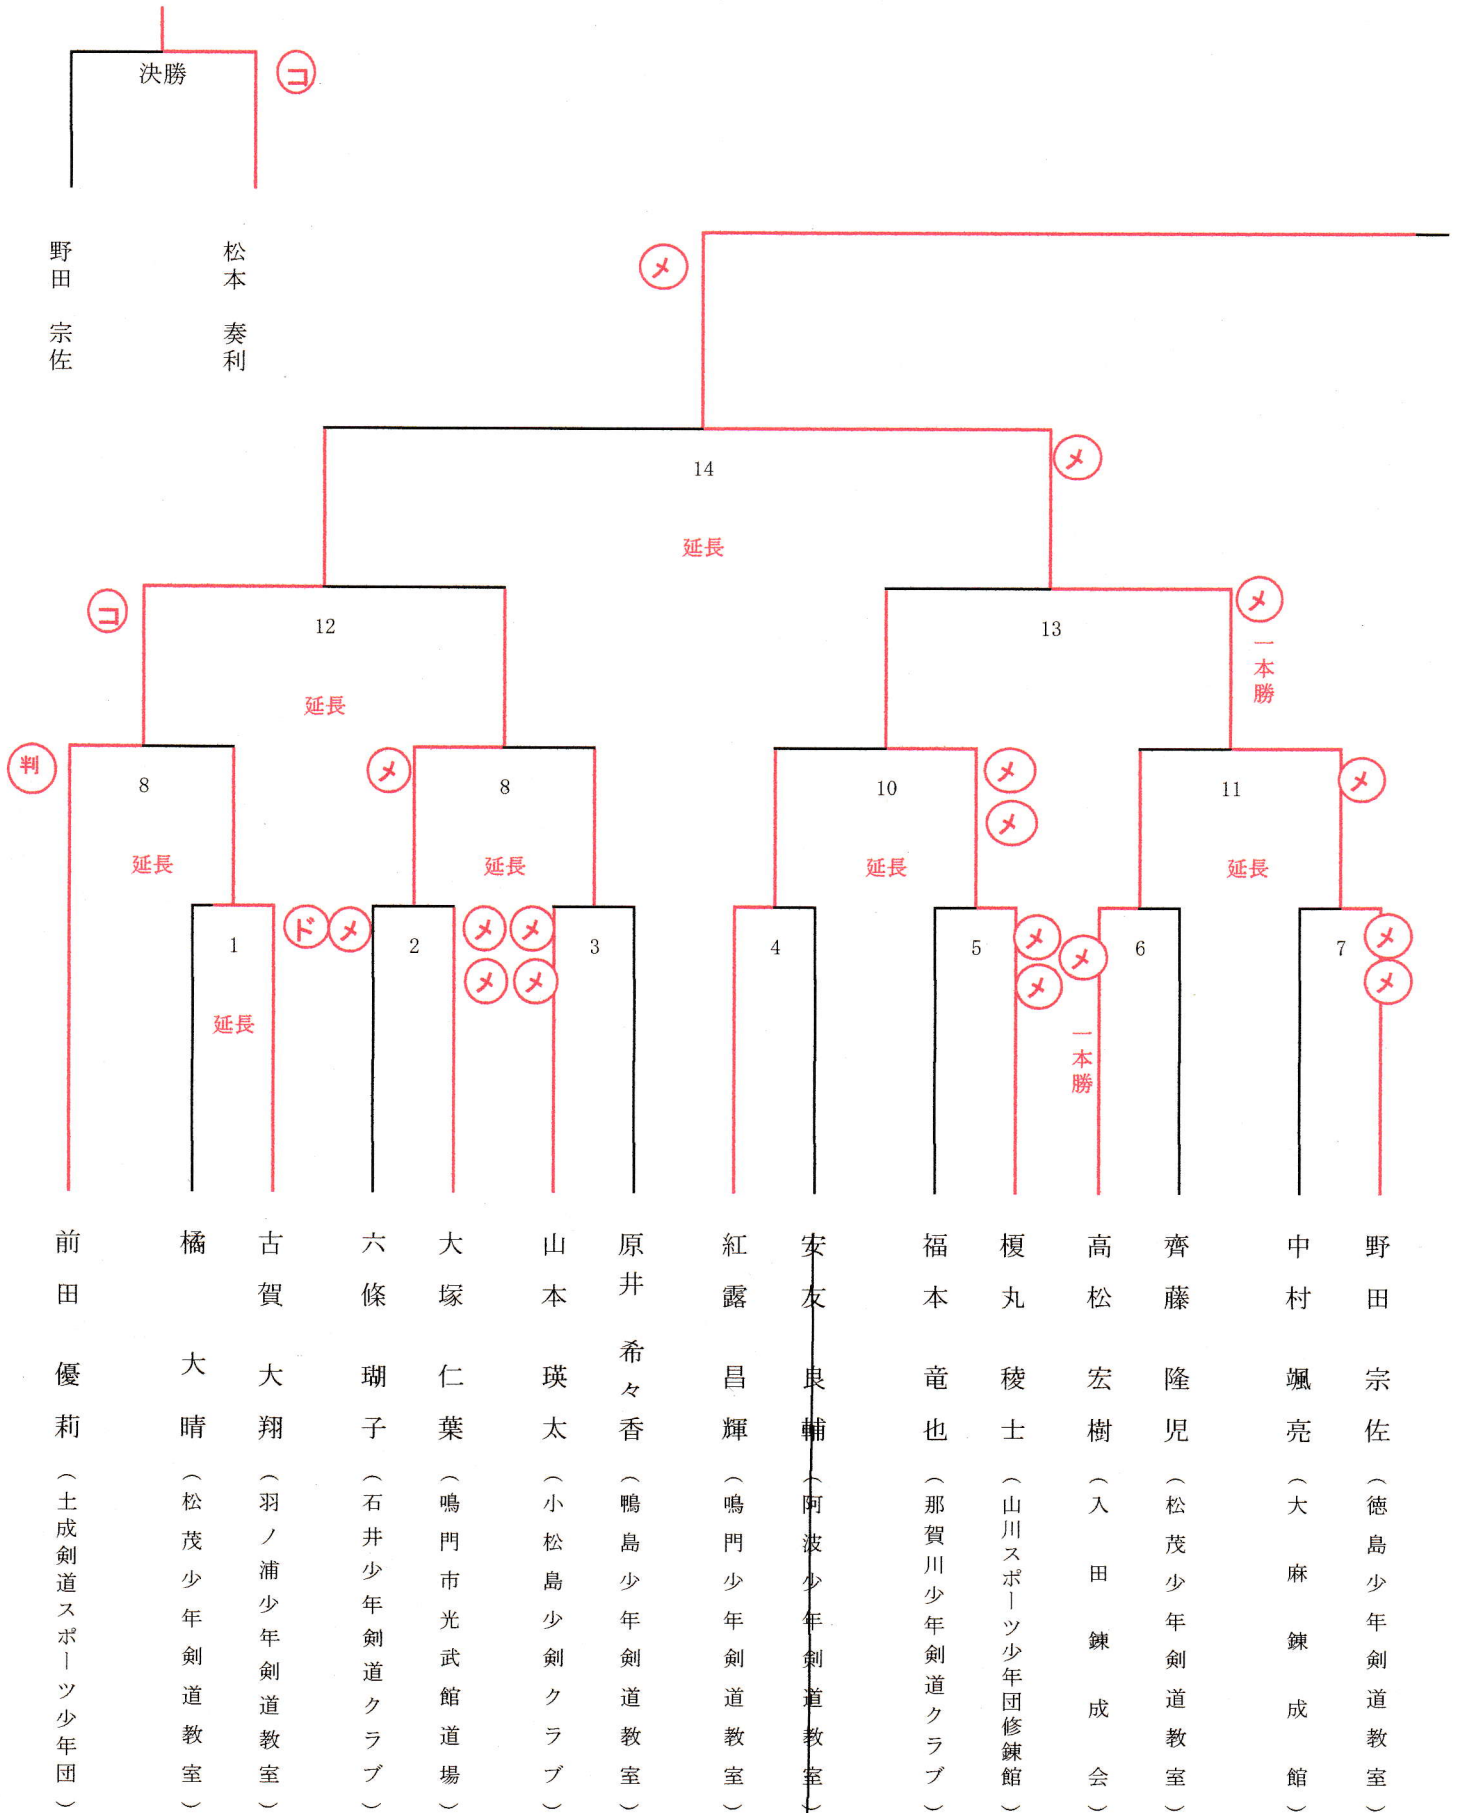 決勝
コ
野田 宗佐
松本 奏利
メ
14
メ
延長
コ
12
延長
13
メ
一本勝
判
8
延長
メ
8
延長
10
メ
メ
延長
11
メ
延長
1
ド
延長
メ
2
メ
メ
メ
メ
3
4
5
メ
メ
メ
6
一本勝
7
メ
メ
前田 優莉 (土成剣道スポーツ少年団)
橘 大晴 (松茂少年剣道教室)
古賀 大翔 (羽ノ浦少年剣道教室)
六條 瑚子 (石井少年剣道クラブ)
大塚 仁葉 (鳴門市光武館道場)
山本 瑛太 (小松島少剣クラブ)
原井 希々香 (鴨島少年剣道教室)
紅露 昌輝 (鳴門少年剣道教室)
安友 良輔 (阿波少年剣道教室)
福本 竜也 (那賀川少年剣道クラブ)
榎丸 稜士 (山川スポーツ少年団修錬館)
高松 宏樹 (入田錬成会)
齊藤 隆児 (松茂少年剣道教室)
中村 颯亮 (大麻錬成館)
野田 宗佐 (徳島少年剣道教室)